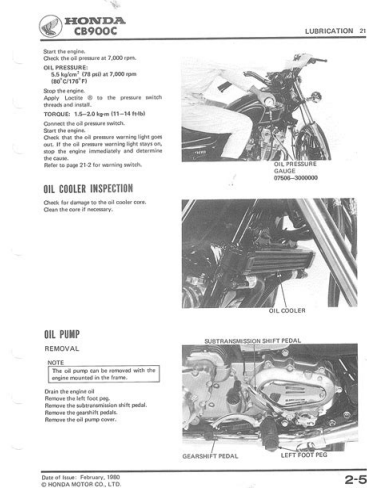 HONDA
CB900C
LUBRICATION 21
Start the engine.
Check the oil pressure at 7,000 rpm.
OIL PRESSURE:
5.5 kg/cm² (78 psi) at 7,000 rpm
(80°C/176°F)
Stop the engine.
Apply Loctite ® to the pressure switch
threads and install.
TORQUE: 1.5–2.0 kg-m (11–14 ft-lb)
Connect the oil pressure switch.
Start the engine.
Check that the oil pressure warning light goes
out. If the oil pressure warning light stays on,
stop the engine immediately and determine
the cause.
Refer to page 21-2 for warning switch.
OIL PRESSURE
GAUGE
07506–3000000
OIL COOLER INSPECTION
Check for damage to the oil cooler core.
Clean the core if necessary.
OIL COOLER
OIL PUMP
REMOVAL
NOTE
The oil pump can be removed with the
engine mounted in the frame.
Drain the engine oil
Remove the left foot peg.
Remove the subtransmission shift pedal.
Remove the gearshift pedals.
Remove the oil pump cover.
SUBTRANSMISSION SHIFT PEDAL
GEARSHIFT PEDAL
LEFT FOOT PEG
Date of Issue: February, 1980
© HONDA MOTOR CO., LTD.
2-5